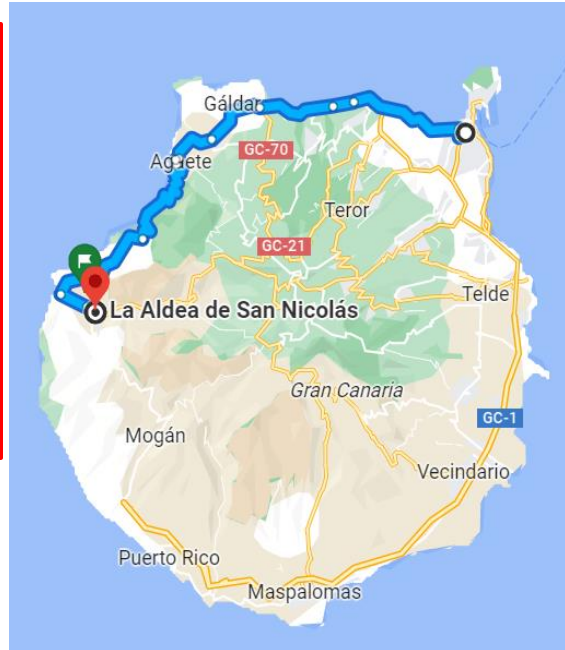 Gáldar
GC-70
Agaete
Teror
GC-21
La Aldea de San Nicolás
Telde
Gran Canaria
GC-1
Mogán
Vecindario
Puerto Rico
Maspalomas